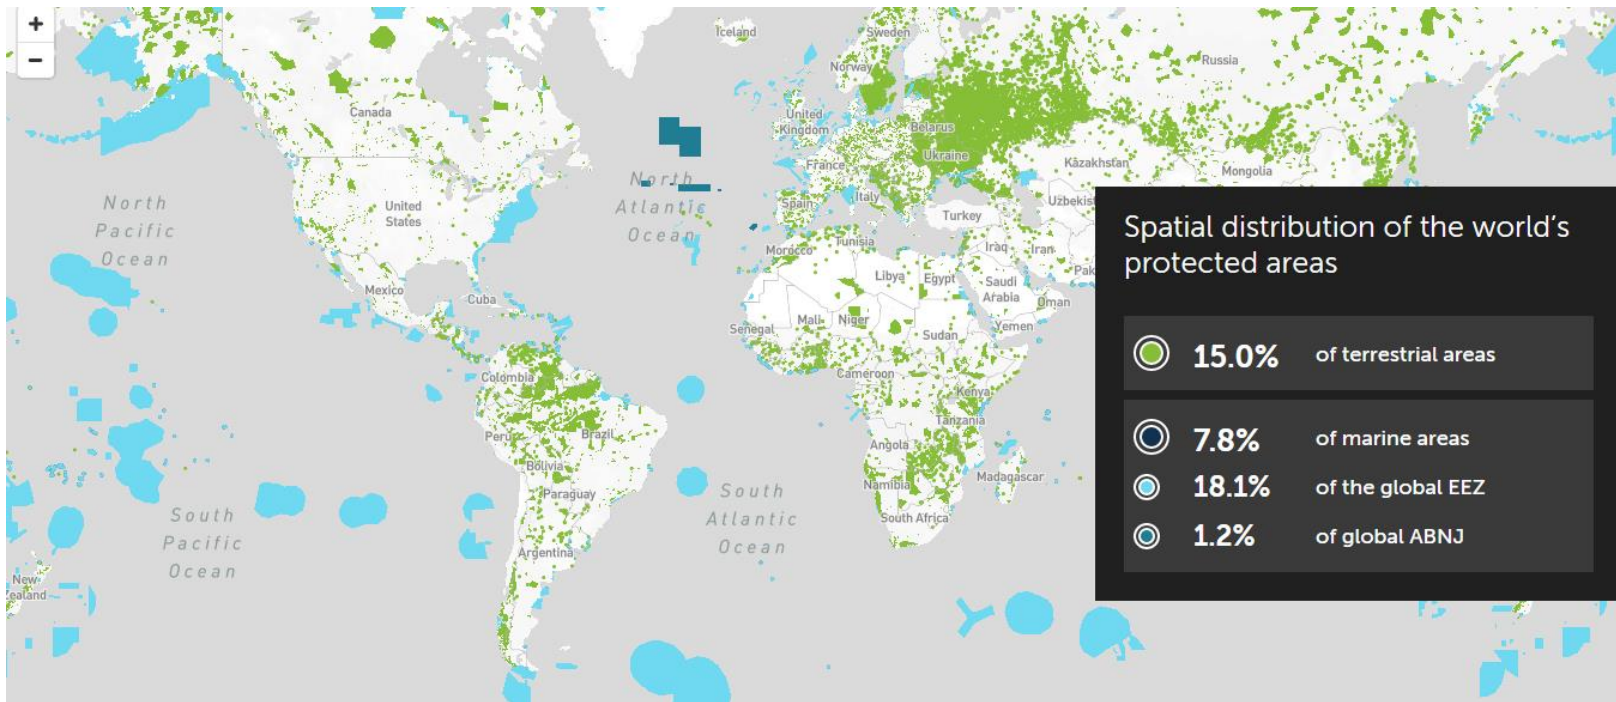 +
−
Iceland
Sweden
Norway
Russia
Canada
United
Kingdom
Belarus
Ukraine
France
Kazakhstan
Mongolia
North
Pacific
Ocean
United
States
North
Atlantic
Ocean
Spain
Italy
Turkey
Uzbekist
Morocco
Tunisia
Iraq
Iran
Pak
Mexico
Cuba
Libya
Egypt
Saudi
Arabia
Oman
Senegal
Mali
Niger
Sudan
Yemen
Colombia
Cameroon
Kenya
Tanzania
Peru
Brazil
Angola
Bolivia
Namibia
Madagascar
Paraguay
South
Pacific
Ocean
South
Atlantic
Ocean
South Africa
Argentina
New
Zealand
Spatial distribution of the world's
protected areas
15.0% of terrestrial areas
7.8% of marine areas
18.1% of the global EEZ
1.2% of global ABNJ